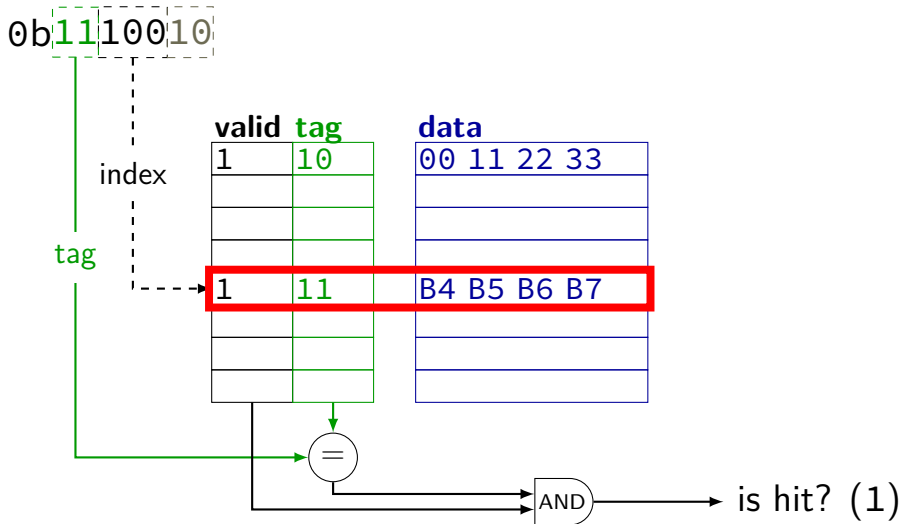 0b1110010
valid tag data
1 10 00 11 22 33
index
tag
1 11 B4 B5 B6 B7
=
AND
is hit? (1)